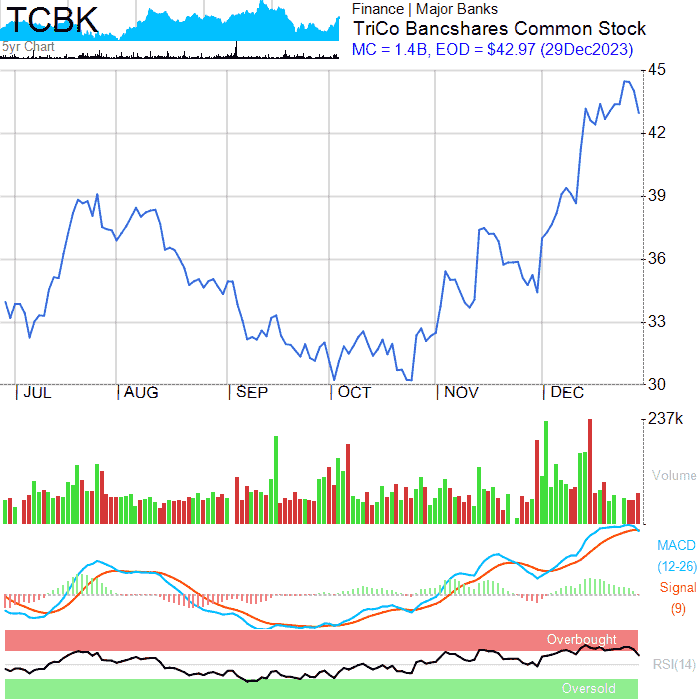 TCBK
5yr Chart
Finance | Major Banks
TriCo Bancshares Common Stock
MC = 1.4B, EOD = $42.97 (29Dec2023)
45
42
39
36
33
30
JUL AUG SEP OCT NOV DEC
237k
Volume
MACD
(12-26)
Signal
(9)
Overbought
RSI(14)
Oversold